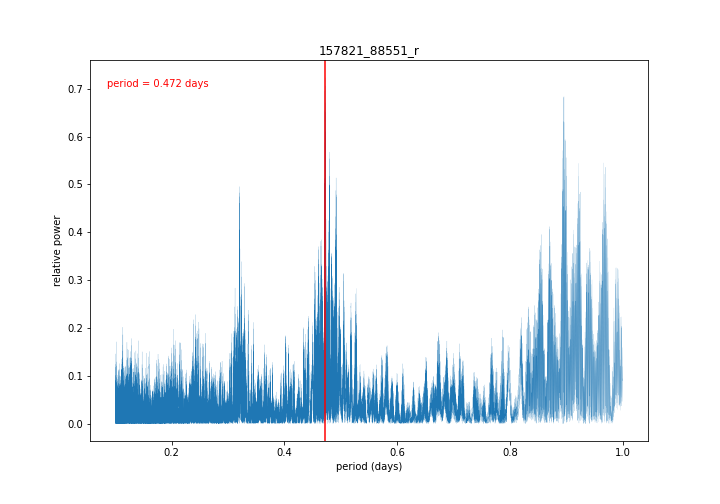 157821_88551_r
period = 0.472 days
relative power
0.7
0.6
0.5
0.4
0.3
0.2
0.1
0.0
0.2 0.4 0.6 0.8 1.0
period (days)